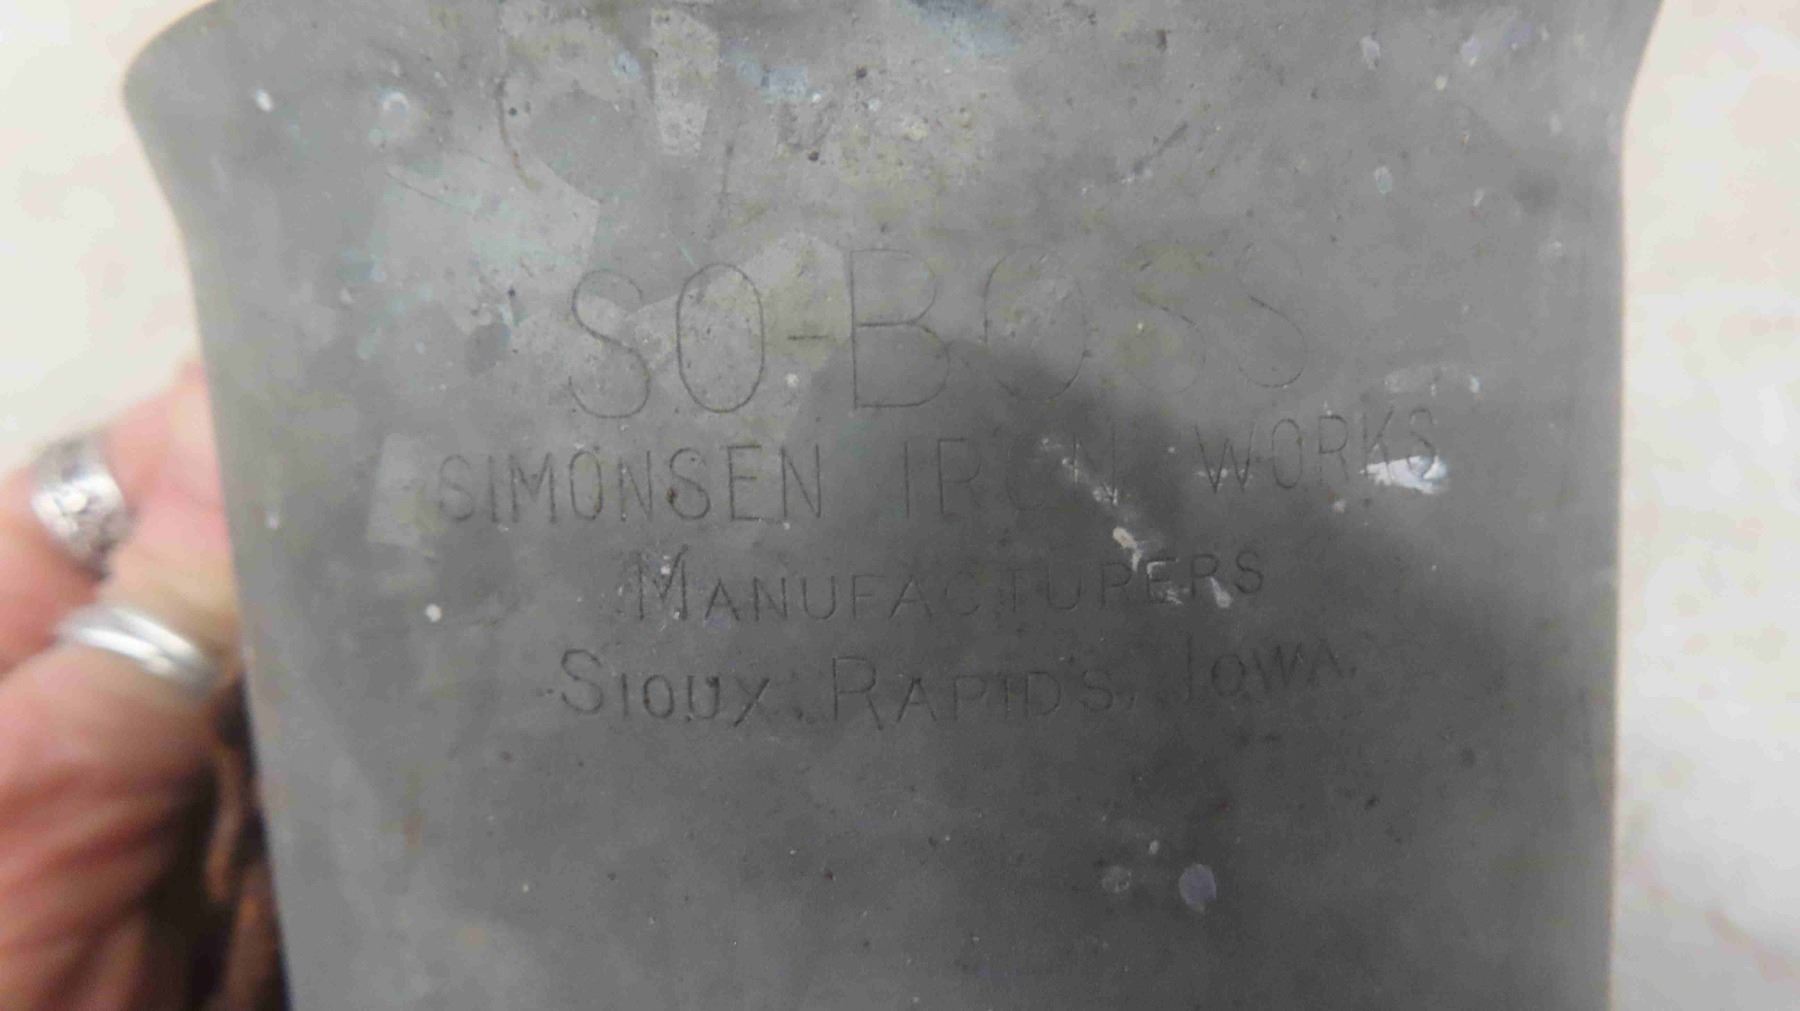 SO-BOSS
SIMONSEN IRON WORKS
MANUFACTURERS
SIOUX RAPIDS, IOWA.